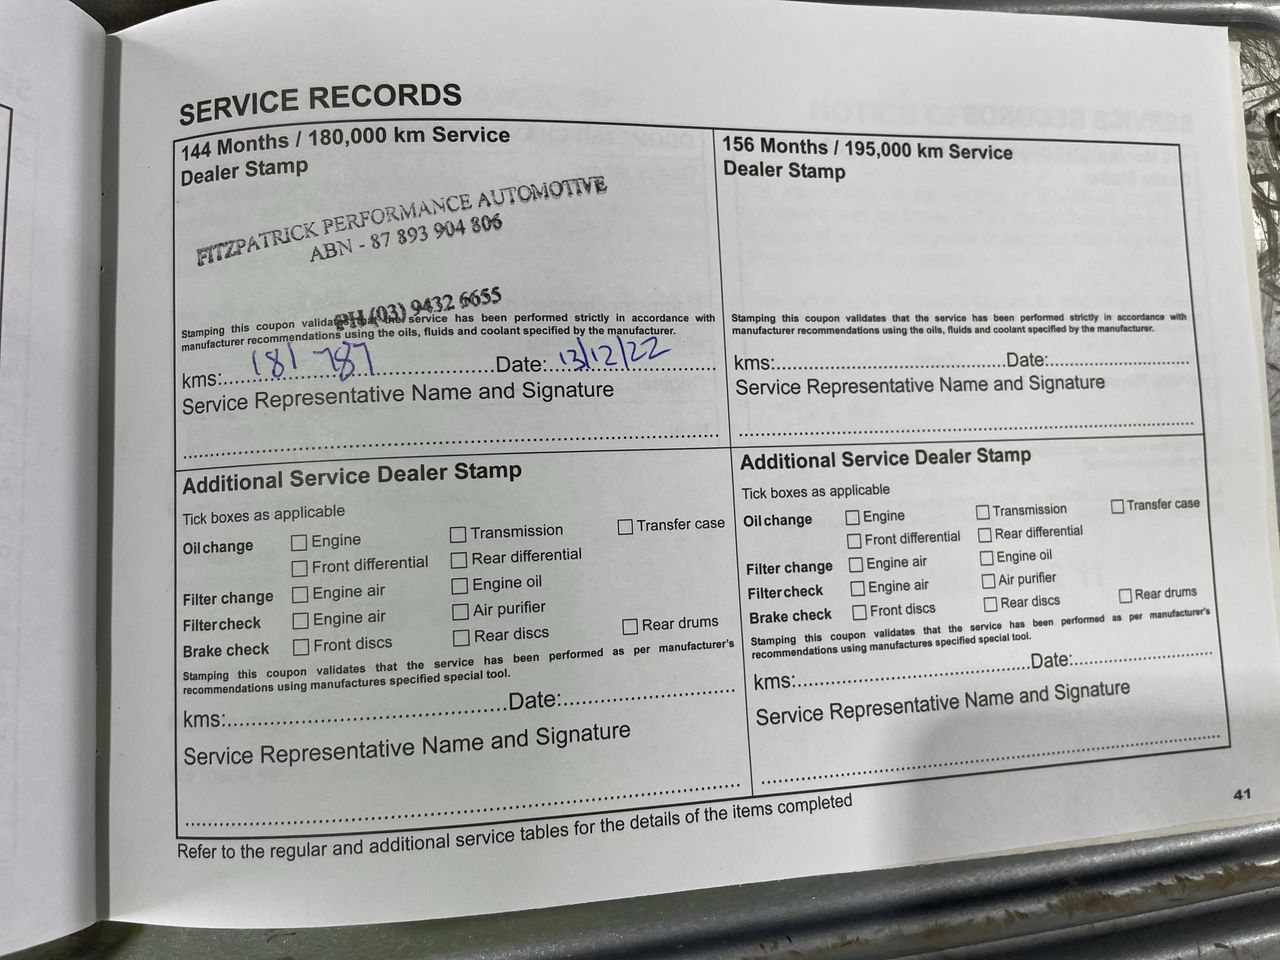 SERVICE RECORDS
144 Months / 180,000 km Service
Dealer Stamp
FITZPATRICK PERFORMANCE AUTOMOTIVE
ABN - 87 893 904 806
PH (03) 9432 6655
Stamping this coupon validates that the service has been performed strictly in accordance with
manufacturer recommendations using the oils, fluids and coolant specified by the manufacturer.
kms: 181 787 Date: 13/12/22
Service Representative Name and Signature
Additional Service Dealer Stamp
Tick boxes as applicable
Oil change Engine Transmission Transfer case
Front differential Rear differential
Filter change Engine air Engine oil
Filter check Engine air Air purifier
Brake check Front discs Rear discs Rear drums
Stamping this coupon validates that the service has been performed as per manufacturer's
recommendations using manufactures specified special tool.
kms: Date:
Service Representative Name and Signature
156 Months / 195,000 km Service
Dealer Stamp
Stamping this coupon validates that the service has been performed strictly in accordance with
manufacturer recommendations using the oils, fluids and coolant specified by the manufacturer.
kms: Date:
Service Representative Name and Signature
Additional Service Dealer Stamp
Tick boxes as applicable
Oil change Engine Transmission Transfer case
Front differential Rear differential
Filter change Engine air Engine oil
Filter check Engine air Air purifier
Brake check Front discs Rear discs Rear drums
Stamping this coupon validates that the service has been performed as per manufacturer's
recommendations using manufactures specified special tool.
kms: Date:
Service Representative Name and Signature
Refer to the regular and additional service tables for the details of the items completed
41